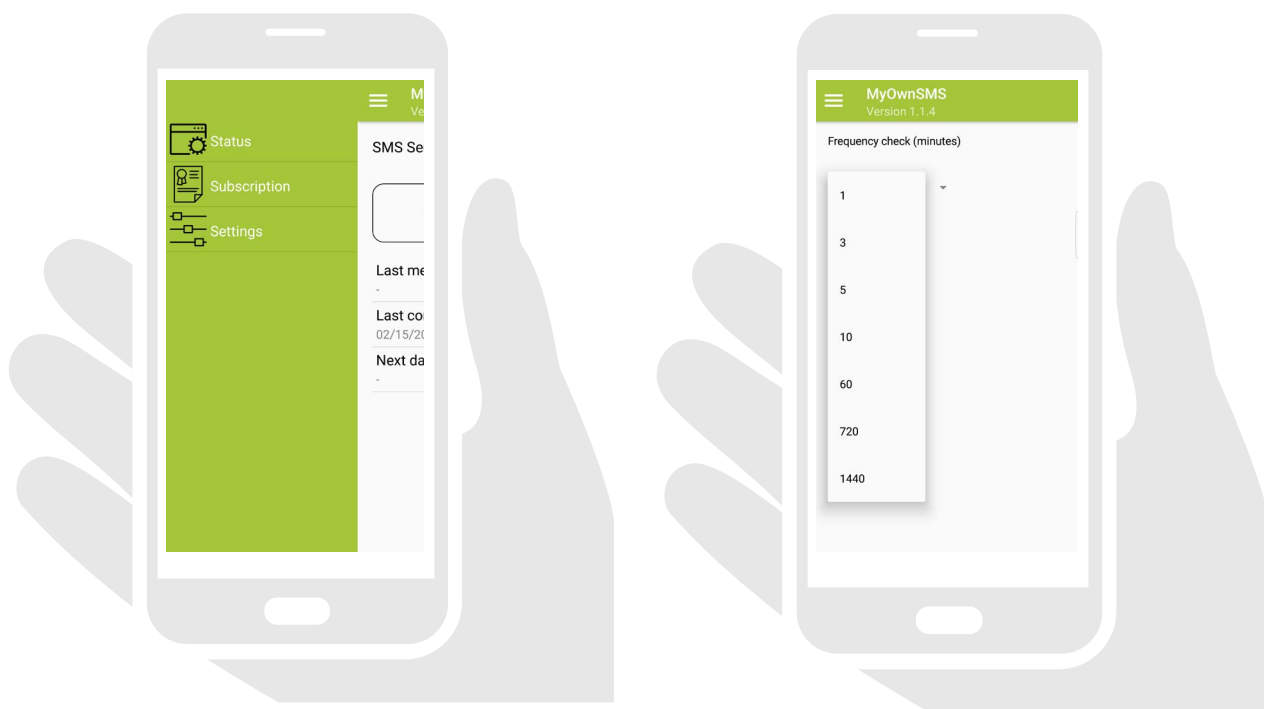 M
Ve
Status
Subscription
Settings
SMS Se
Last me
-
Last co
02/15/20
Next da
-
MyOwnSMS
Version 1.1.4
Frequency check (minutes)
1
3
5
10
60
720
1440